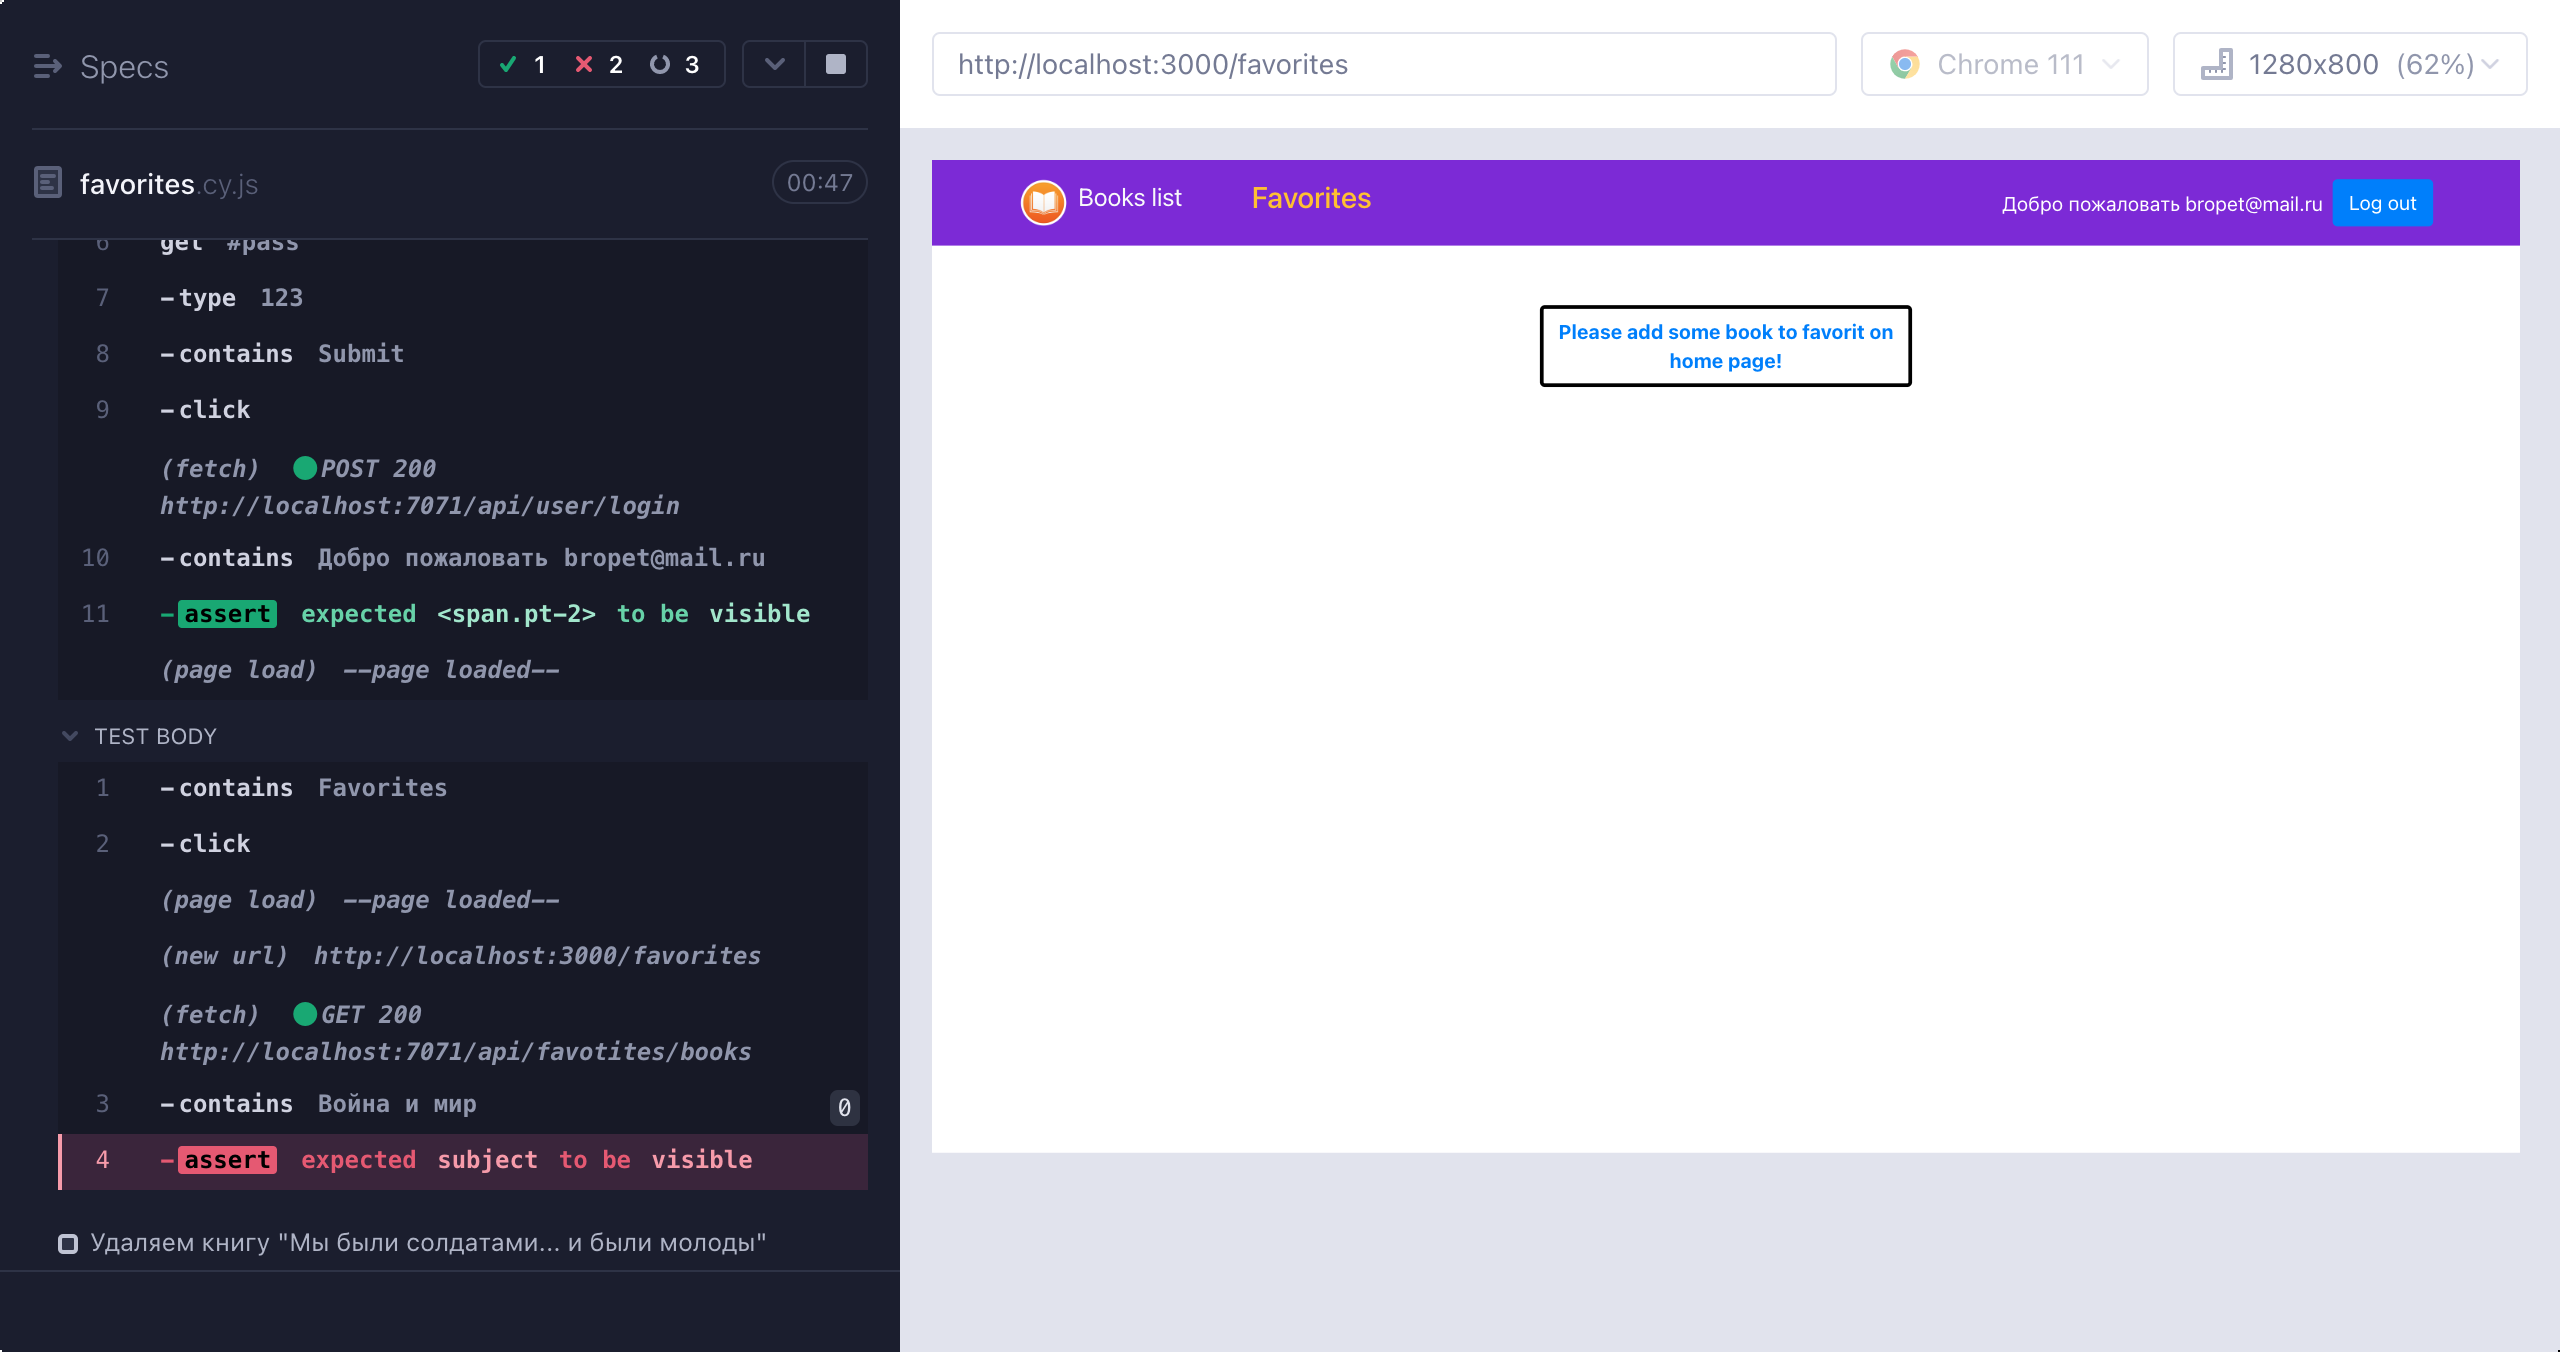 Specs
1 2 3
favorites.cy.js
00:47
6 get #pass
7 -type 123
8 -contains Submit
9 -click
(fetch) POST 200
http://localhost:7071/api/user/login
10 -contains Добро пожаловать bropet@mail.ru
11 -assert expected <span.pt-2> to be visible
(page load) --page loaded--
TEST BODY
1 -contains Favorites
2 -click
(page load) --page loaded--
(new url) http://localhost:3000/favorites
(fetch) GET 200
http://localhost:7071/api/favotites/books
3 -contains Война и мир 0
4 -assert expected subject to be visible
Удаляем книгу "Мы были солдатами... и были молоды"
http://localhost:3000/favorites
Chrome 111
1280x800 (62%)
Books list
Favorites
Добро пожаловать bropet@mail.ru
Log out
Please add some book to favorit on
home page!